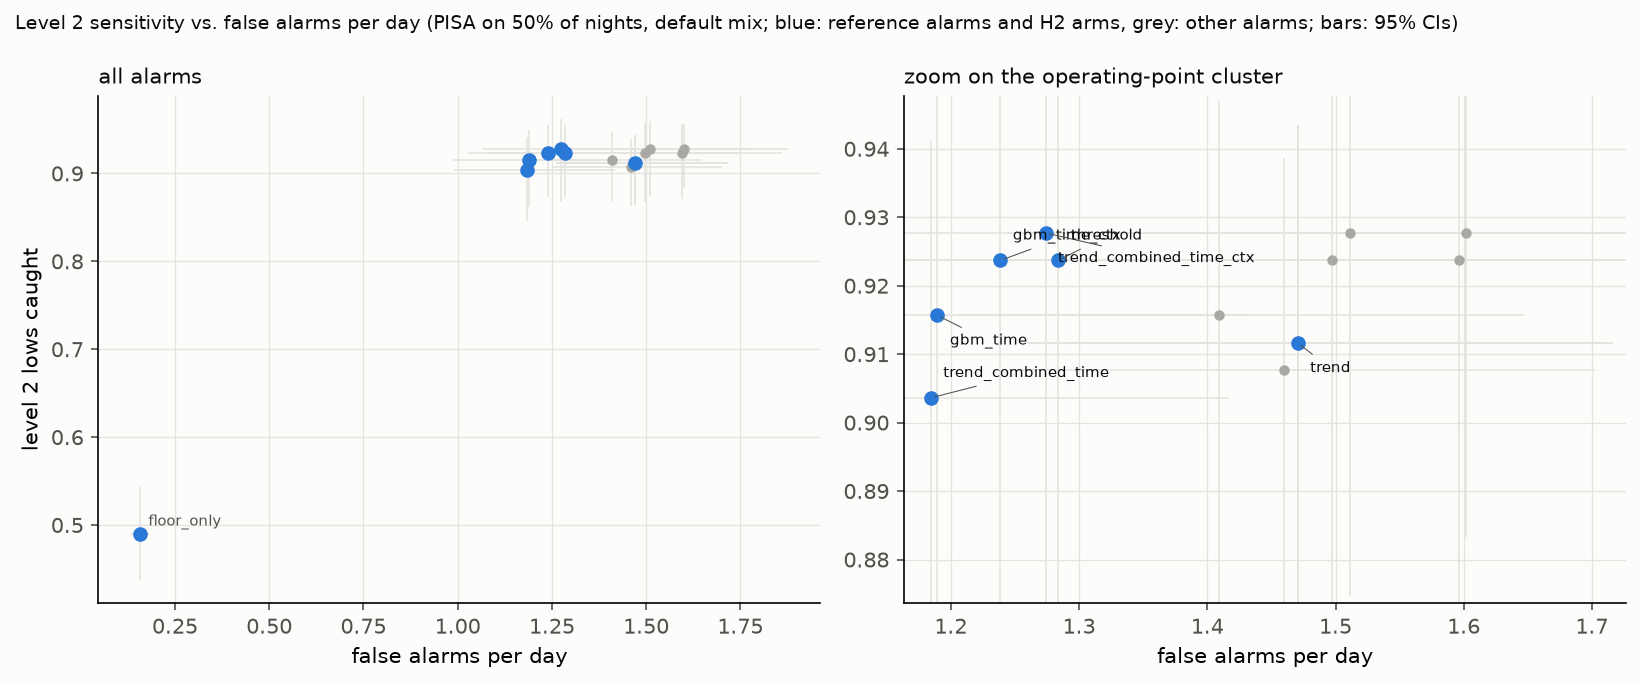 Level 2 sensitivity vs. false alarms per day (PISA on 50% of nights, default mix; blue: reference alarms and H2 arms, grey: other alarms; bars: 95% CIs)
all alarms
level 2 lows caught
0.9
0.8
0.7
0.6
0.5
floor_only
0.25 0.50 0.75 1.00 1.25 1.50 1.75
false alarms per day
zoom on the operating-point cluster
0.94
0.93
0.92
0.91
0.90
0.89
0.88
gbm_time_ctx
threshold
trend_combined_time_ctx
gbm_time
trend
trend_combined_time
1.2 1.3 1.4 1.5 1.6 1.7
false alarms per day